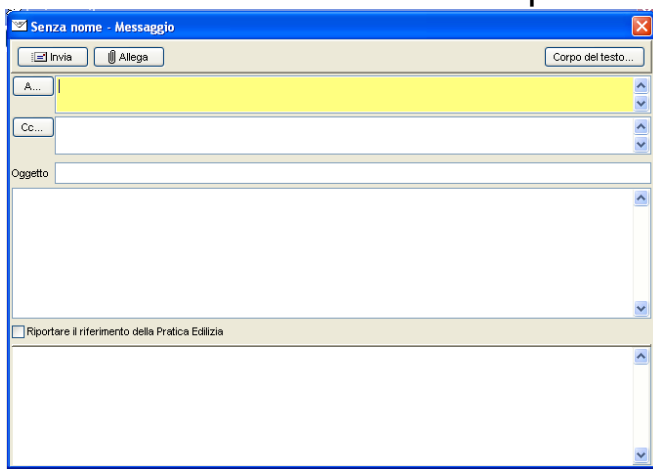 Senza nome - Messaggio
Invia Allega Corpo del testo...
A...
Cc...
Oggetto
Riportare il riferimento della Pratica Edilizia